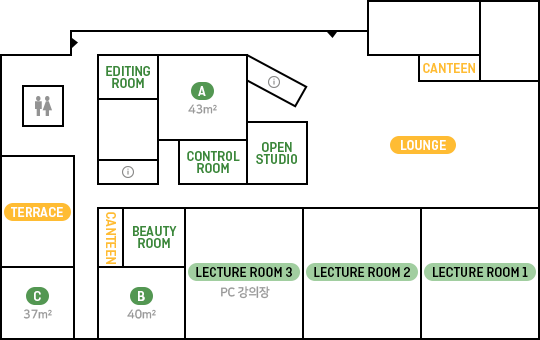 CANTEEN
EDITING
ROOM
A
43m²
i
OPEN
STUDIO
LOUNGE
CONTROL
ROOM
i
TERRACE
CANTEEN
BEAUTY
ROOM
LECTURE ROOM 3
PC 강의장
LECTURE ROOM 2
LECTURE ROOM 1
C
37m²
B
40m²